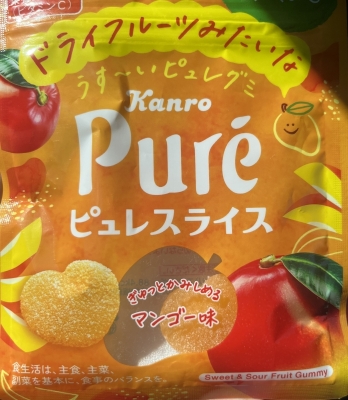 ドライフルーツみたいな
うす〜いピュレグミ
Kanro
Puré
ピュレスライス
ぎゅっとかみしめる
マンゴー味
食生活は、主食、主菜、
副菜を基本に、食事のバランスを。
Sweet & Sour Fruit Gummy